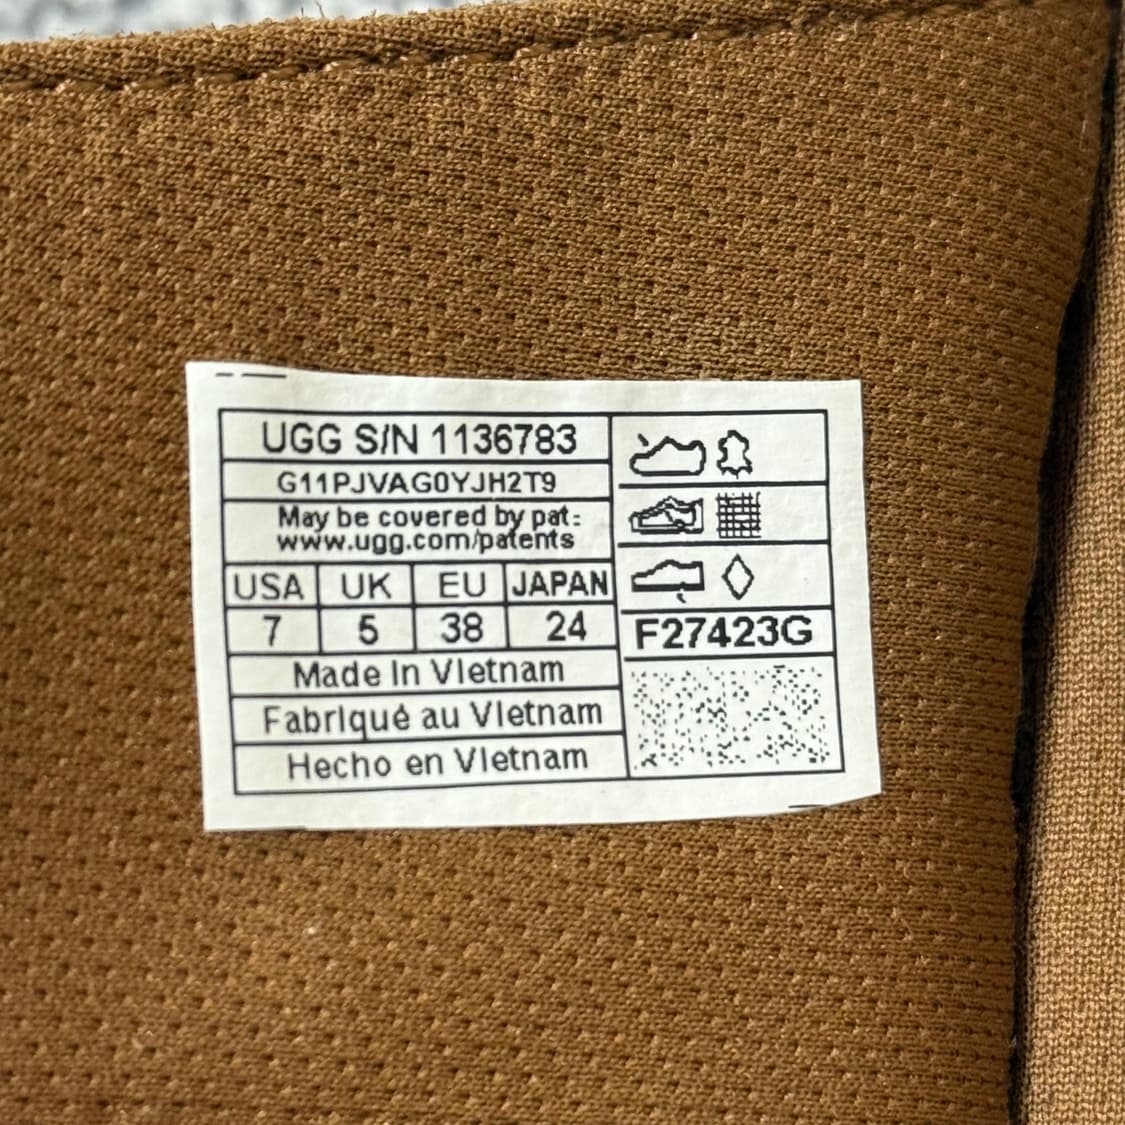 UGG S/N 1136783
G11PJVAG0YJH2T9
May be covered by pat:
www.ugg.com/patents
USA UK EU JAPAN
7 5 38 24
Made In Vietnam
Fabriqué au Vietnam
Hecho en Vietnam
F27423G